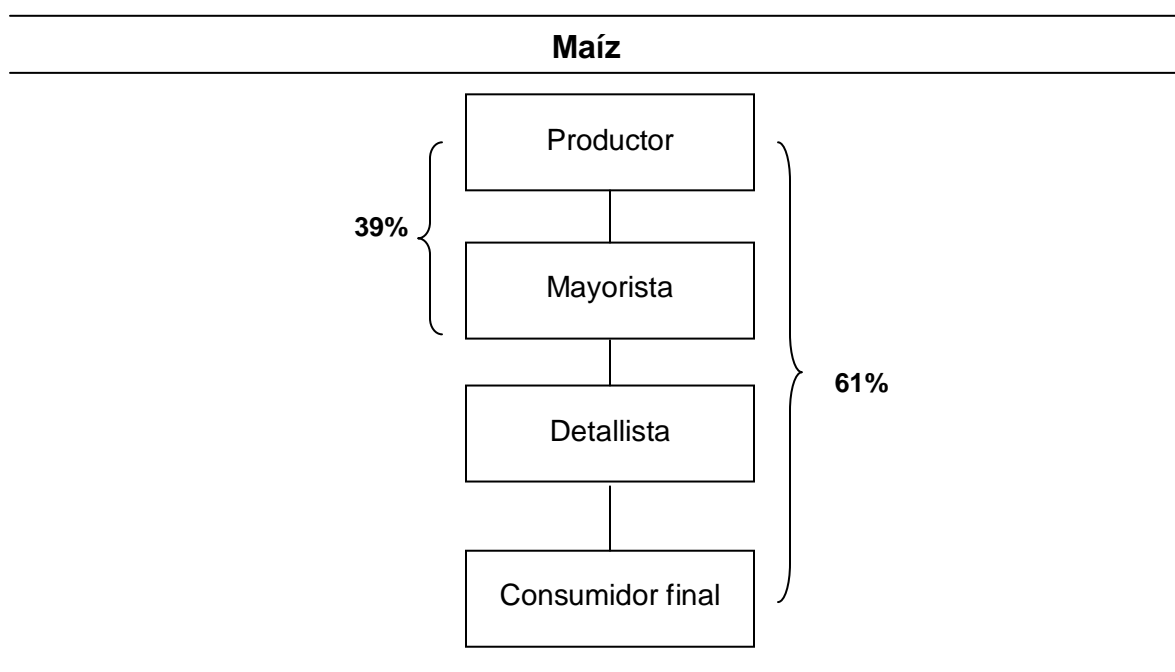 Maíz
Productor
39%
Mayorista
61%
Detallista
Consumidor final